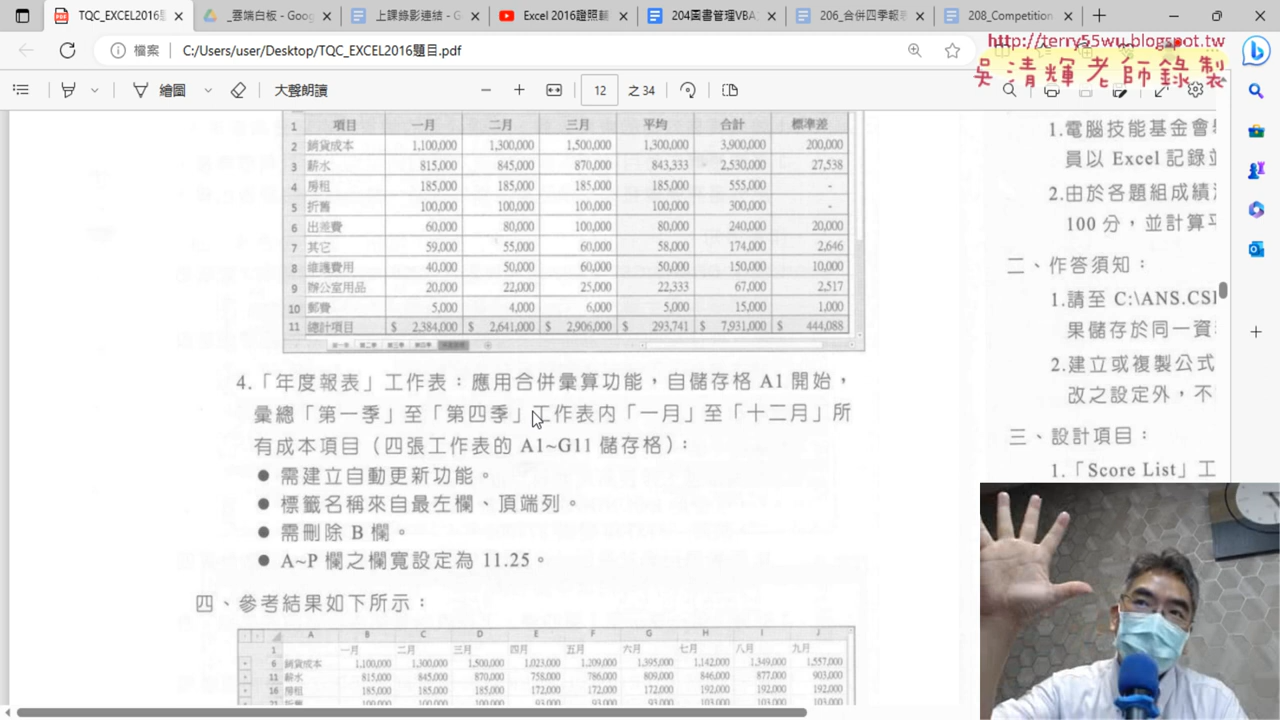 TQC_EXCEL2016題
_雲端白板 - Goog
上課錄影連結 - G
Excel 2016證照
204圖書管理VBA
206_合併四季報
208_Competition
檔案
C:/Users/user/Desktop/TQC_EXCEL2016題目.pdf
http://terry55wu.blogspot.tw
吳清輝老師錄製
繪圖
大聲朗讀
12
之 34
1 項目 一月 二月 三月 平均 合計 標準差
2 銷貨成本 1,100,000 1,300,000 1,500,000 1,300,000 3,900,000 200,000
3 薪水 815,000 845,000 870,000 843,333 2,530,000 27,538
4 房租 185,000 185,000 185,000 185,000 555,000 -
5 折舊 100,000 100,000 100,000 100,000 300,000 -
6 出差費 60,000 80,000 100,000 80,000 240,000 20,000
7 其它 59,000 55,000 60,000 58,000 174,000 2,646
8 維護費用 40,000 50,000 60,000 50,000 150,000 10,000
9 辦公室用品 20,000 22,000 25,000 22,333 67,000 2,517
10 郵費 5,000 4,000 6,000 5,000 15,000 1,000
11 總計項目 $ 2,384,000 $ 2,641,000 $ 2,906,000 $ 293,741 $ 7,931,000 $ 444,088
4.「年度報表」工作表：應用合併彙算功能，自儲存格 A1 開始，
彙總「第一季」至「第四季」工作表內「一月」至「十二月」所
有成本項目（四張工作表的 A1~G11 儲存格）：
● 需建立自動更新功能。
● 標籤名稱來自最左欄、頂端列。
● 需刪除 B 欄。
● A~P 欄之欄寬設定為 11.25。
四、參考結果如下所示：
A B C D E F G H I J
1 一月 二月 三月 四月 五月 六月 七月 八月 九月
6 銷貨成本 1,100,000 1,300,000 1,500,000 1,023,000 1,209,000 1,395,000 1,142,000 1,349,000 1,557,000
11 薪水 815,000 845,000 870,000 758,000 786,000 809,000 846,000 877,000 903,000
16 房租 185,000 185,000 185,000 172,000 172,000 172,000 192,000 192,000 192,000
1.電腦技能基金會
員以 Excel 記錄
2.由於各題組成績
100 分，並計算平
二、作答須知：
1.請至 C:\ANS.CS
果儲存於同一資
2.建立或複製公式
改之設定外，不
三、設計項目：
1.「Score List」工